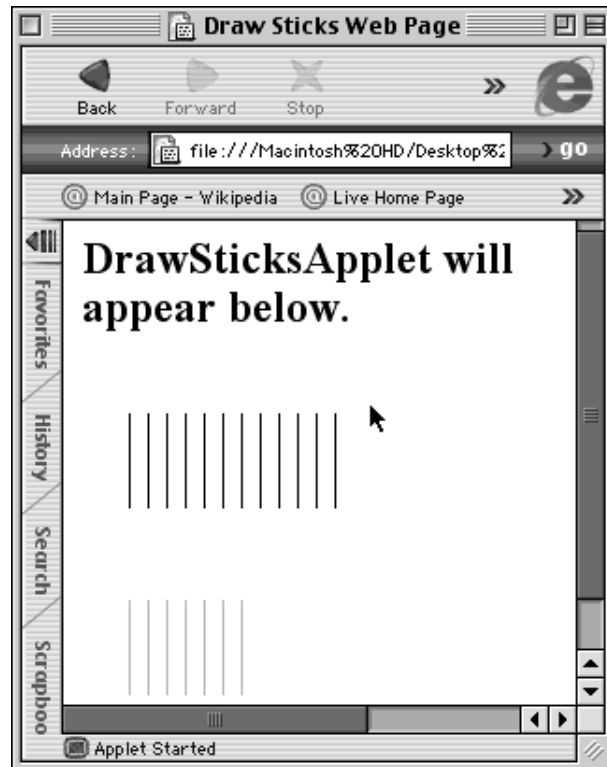 Draw Sticks Web Page
Back Forward Stop
Address: file:///Macintosh%20HD/Desktop%2
go
Main Page - Wikipedia Live Home Page
Favorites
History
Search
Scrapboo
DrawSticksApplet will
appear below.
Applet Started